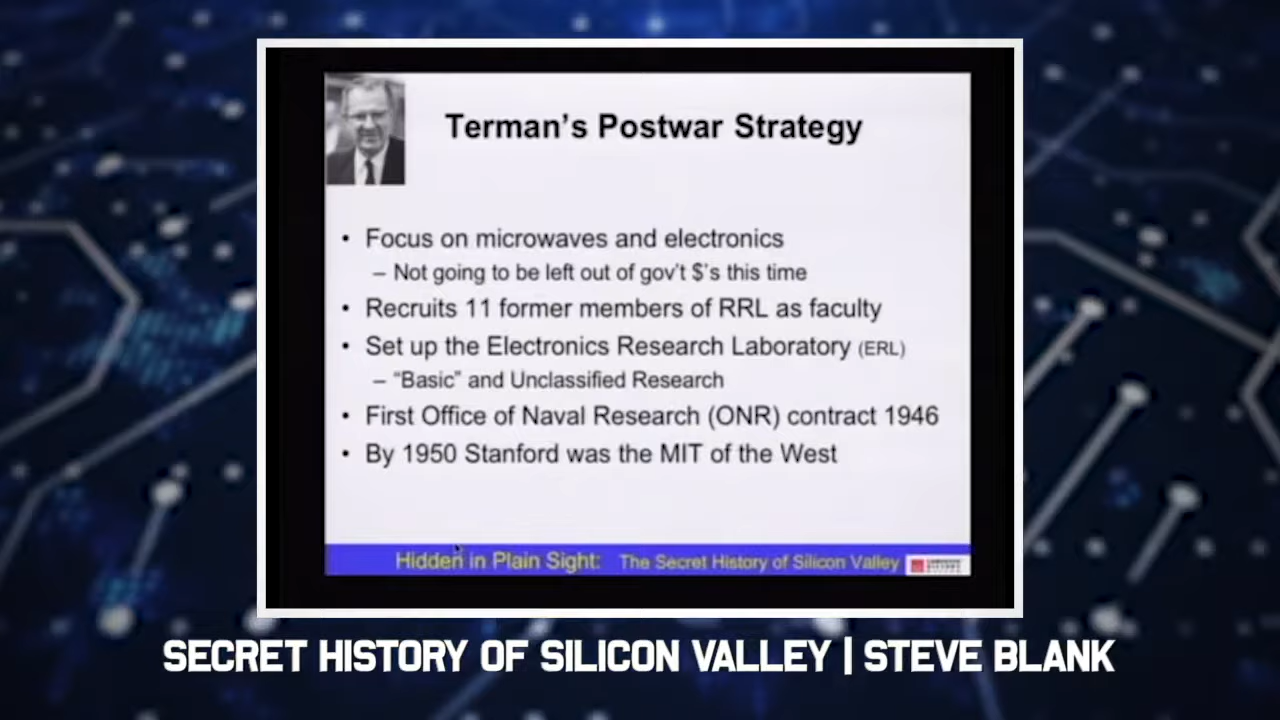 Terman's Postwar Strategy
• Focus on microwaves and electronics
– Not going to be left out of gov't $'s this time
• Recruits 11 former members of RRL as faculty
• Set up the Electronics Research Laboratory (ERL)
– "Basic" and Unclassified Research
• First Office of Naval Research (ONR) contract 1946
• By 1950 Stanford was the MIT of the West
Hidden in Plain Sight: The Secret History of Silicon Valley
SECRET HISTORY OF SILICON VALLEY | STEVE BLANK